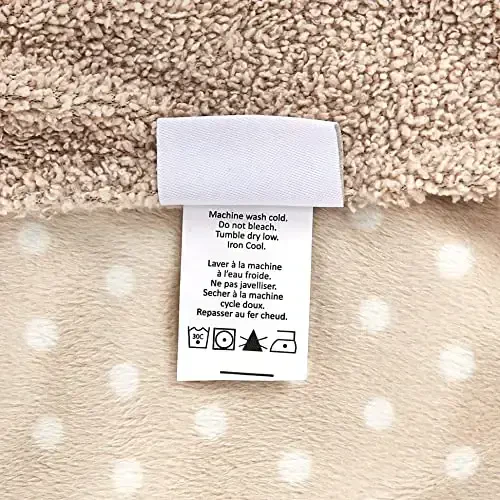 Machine wash cold.
Do not bleach.
Tumble dry low.
Iron Cool.
Laver à la machine
à l'eau froide.
Ne pas javelliser.
Secher à la machine
cycle doux.
Repasser au fer cheud.
30C